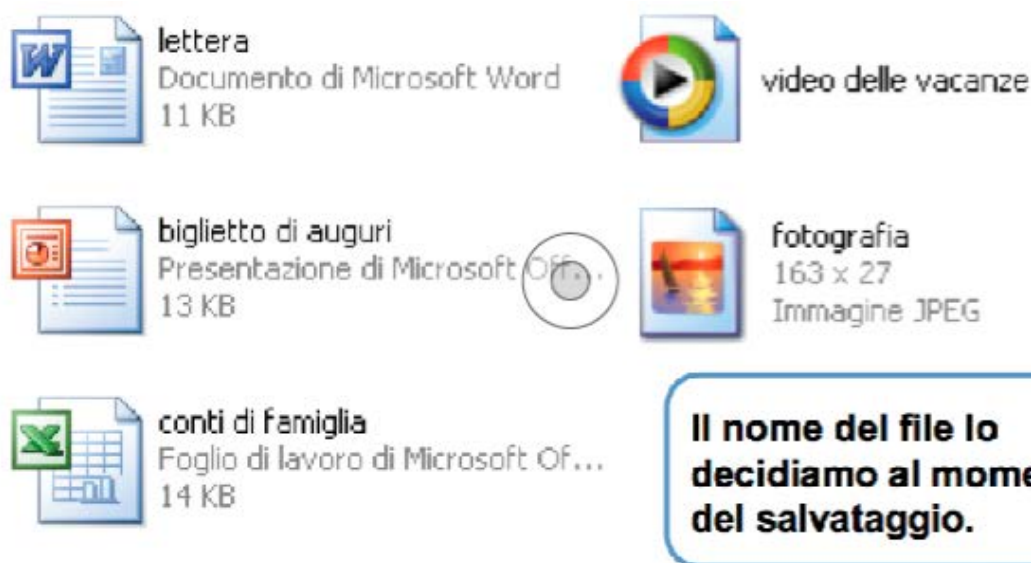 lettera
Documento di Microsoft Word
11 KB
video delle vacanze
biglietto di auguri
Presentazione di Microsoft Off...
13 KB
fotografia
163 x 27
Immagine JPEG
conti di famiglia
Foglio di lavoro di Microsoft Of...
14 KB
Il nome del file lo
decidiamo al mome
del salvataggio.